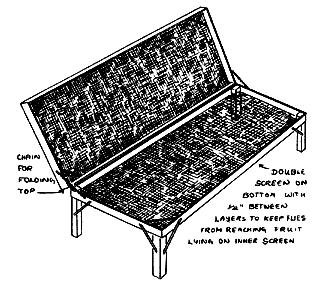 CHAIN
FOR
FOLDING
TOP
DOUBLE
SCREEN ON
BOTTOM WITH
1/2" BETWEEN
LAYERS TO KEEP FLIES
FROM REACHING FRUIT
LYING ON INNER SCREEN